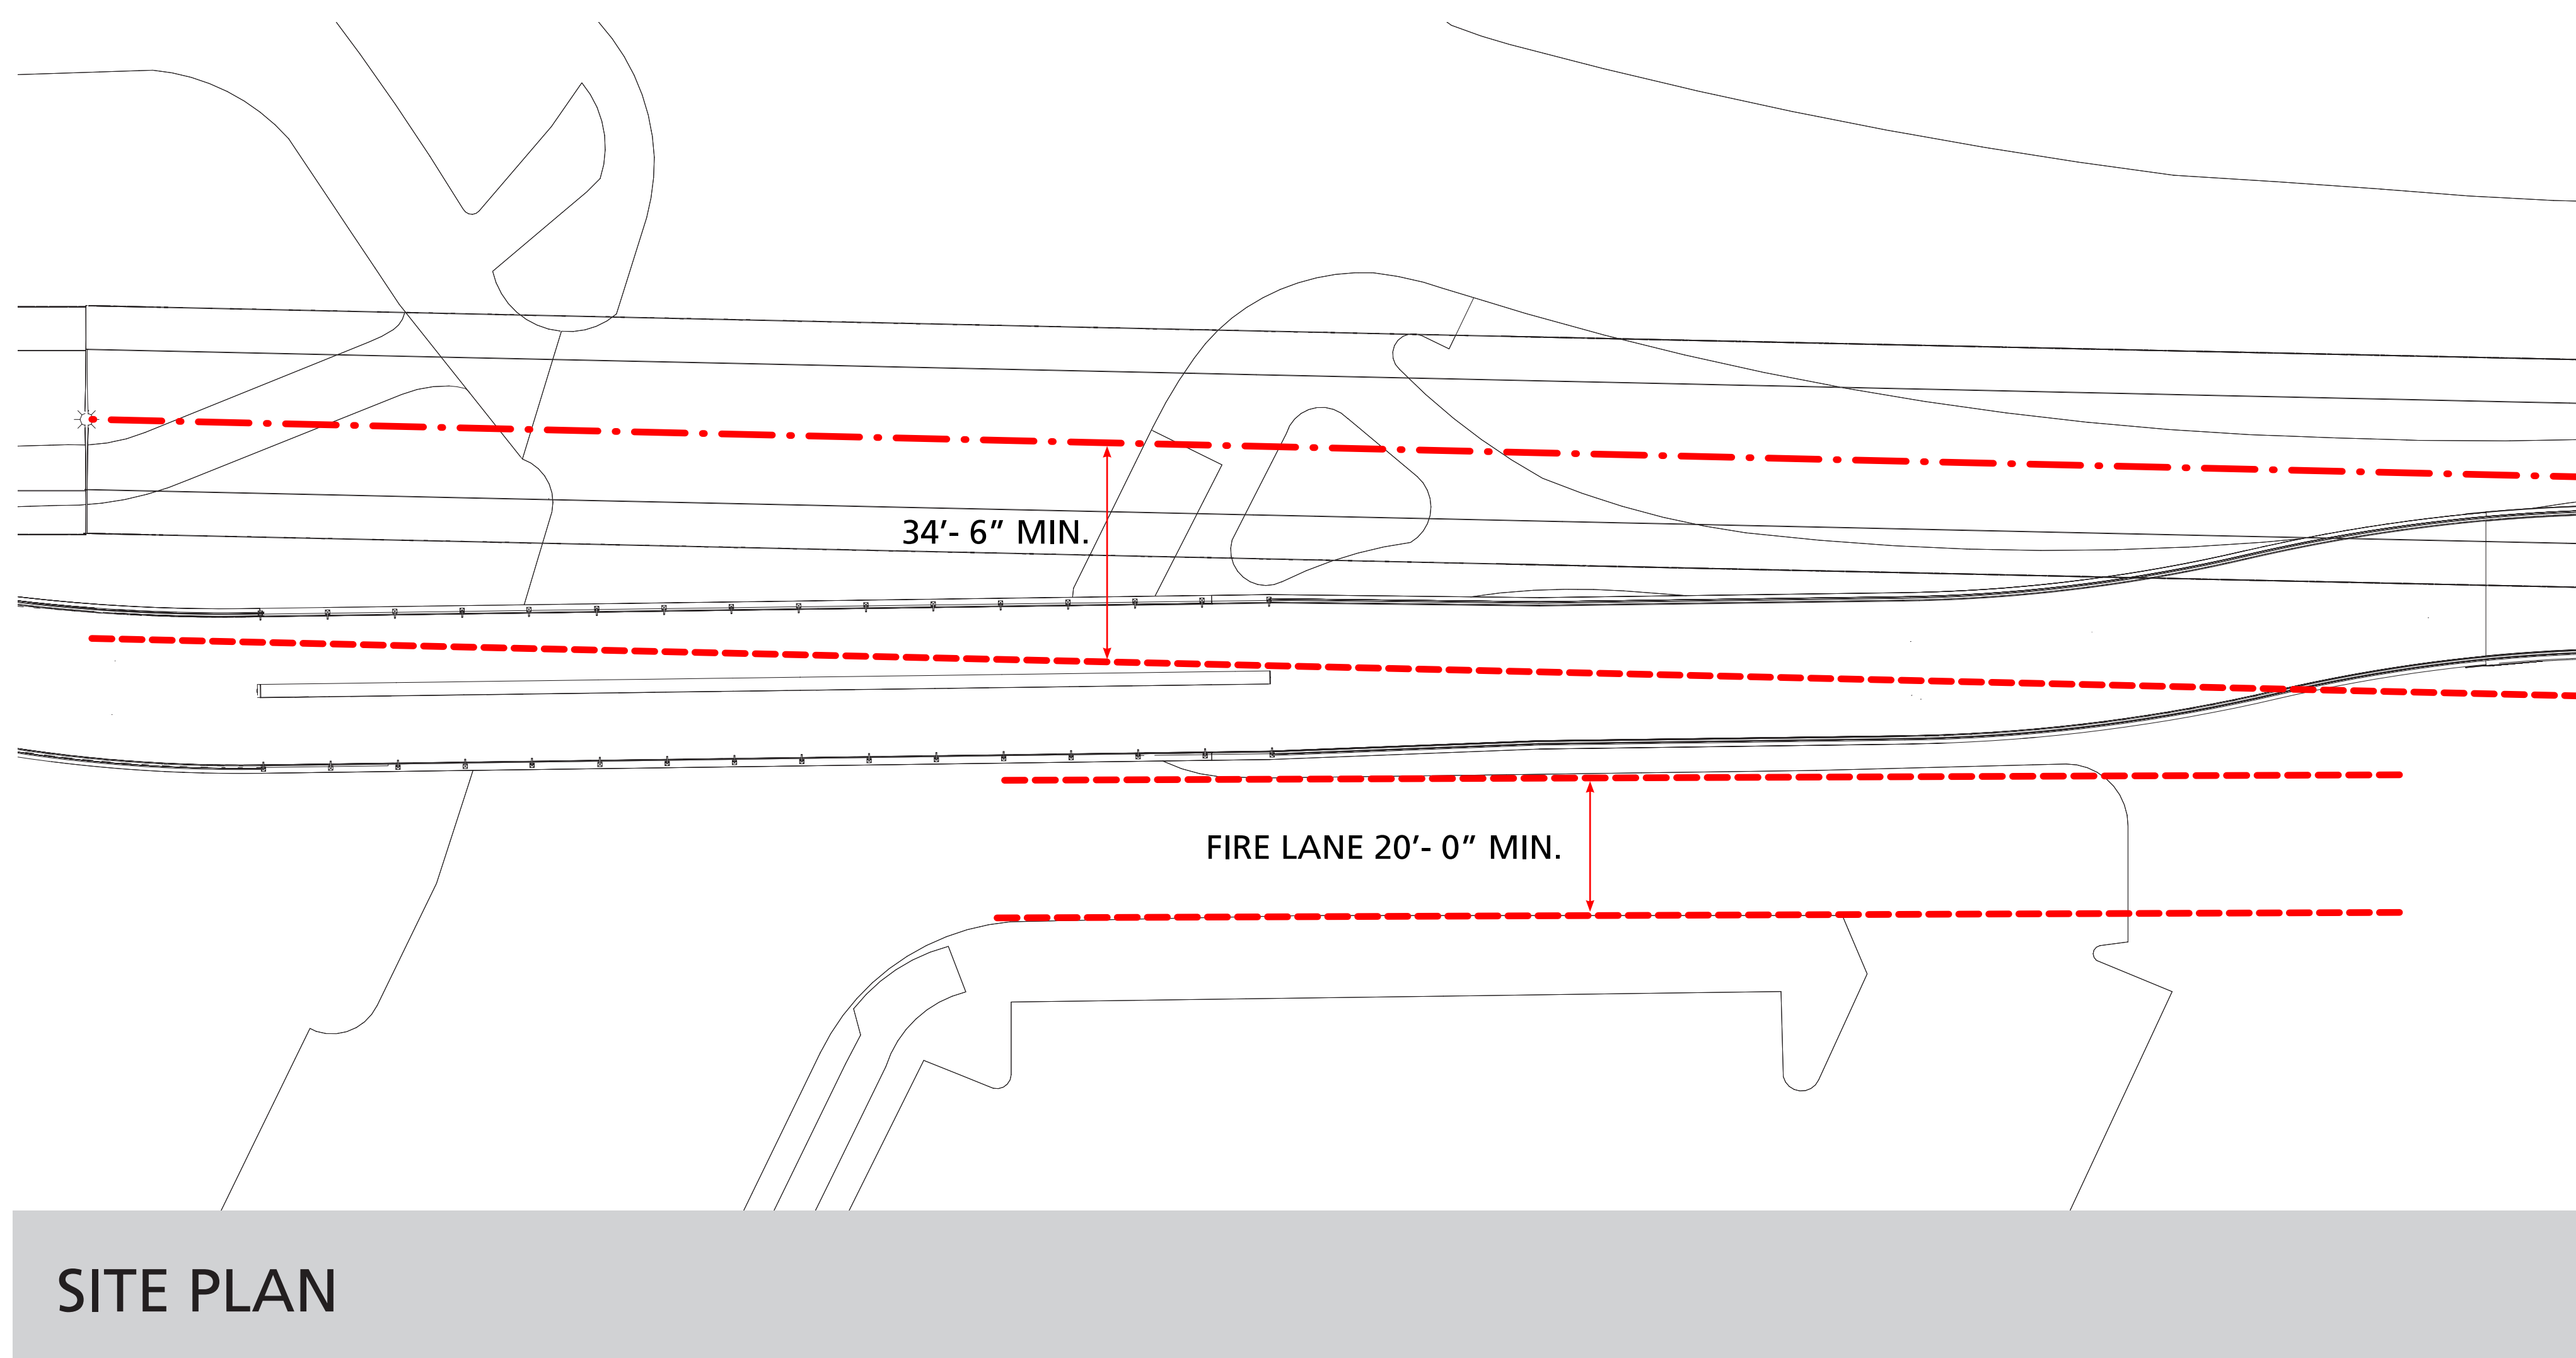 34’- 6” MIN.
FIRE LANE 20’- 0” MIN.
SITE PLAN